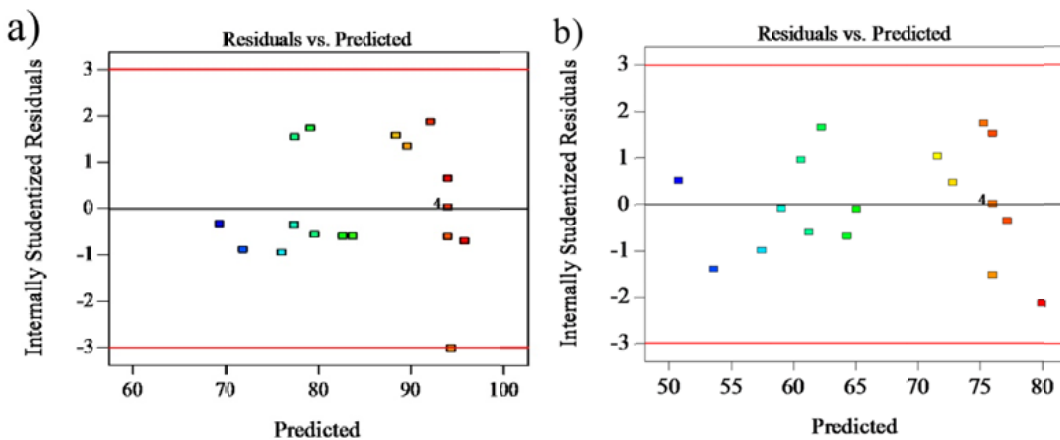 a)
Residuals vs. Predicted
Internally Studentized Residuals
3
2
1
0
-1
-2
-3
4
60 70 80 90 100
Predicted
b)
Residuals vs. Predicted
Internally Studentized Residuals
3
2
1
0
-1
-2
-3
4
50 55 60 65 70 75 80
Predicted